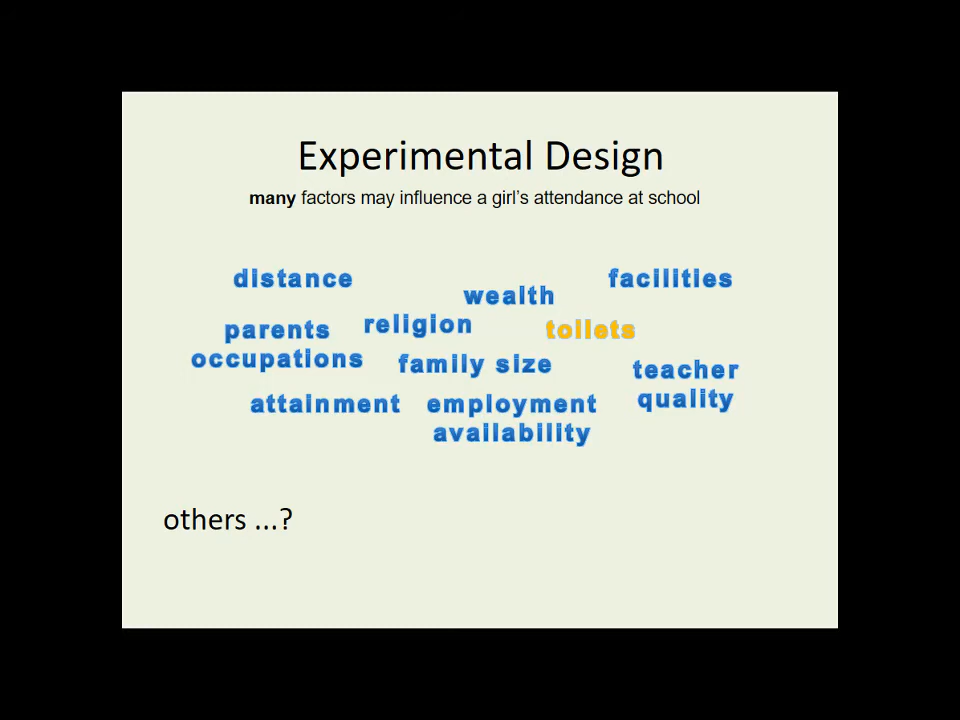 Experimental Design
many factors may influence a girl's attendance at school
distance
wealth
facilities
parents
occupations
religion
toilets
family size
teacher
quality
attainment
employment
availability
others ...?